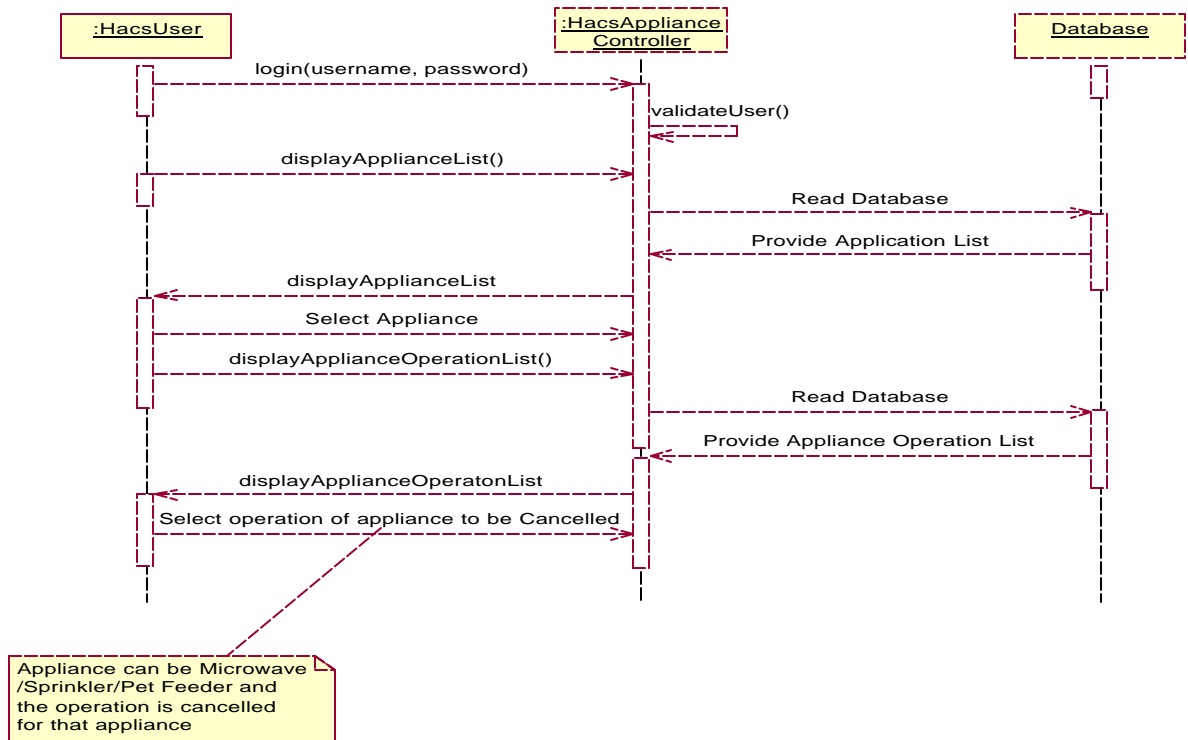 :HacsUser
:HacsAppliance
Controller
Database
login(username, password)
validateUser()
displayApplianceList()
Read Database
Provide Application List
displayApplianceList
Select Appliance
displayApplianceOperationList()
Read Database
Provide Appliance Operation List
displayApplianceOperatonList
Select operation of appliance to be Cancelled
Appliance can be Microwave
/Sprinkler/Pet Feeder and
the operation is cancelled
for that appliance